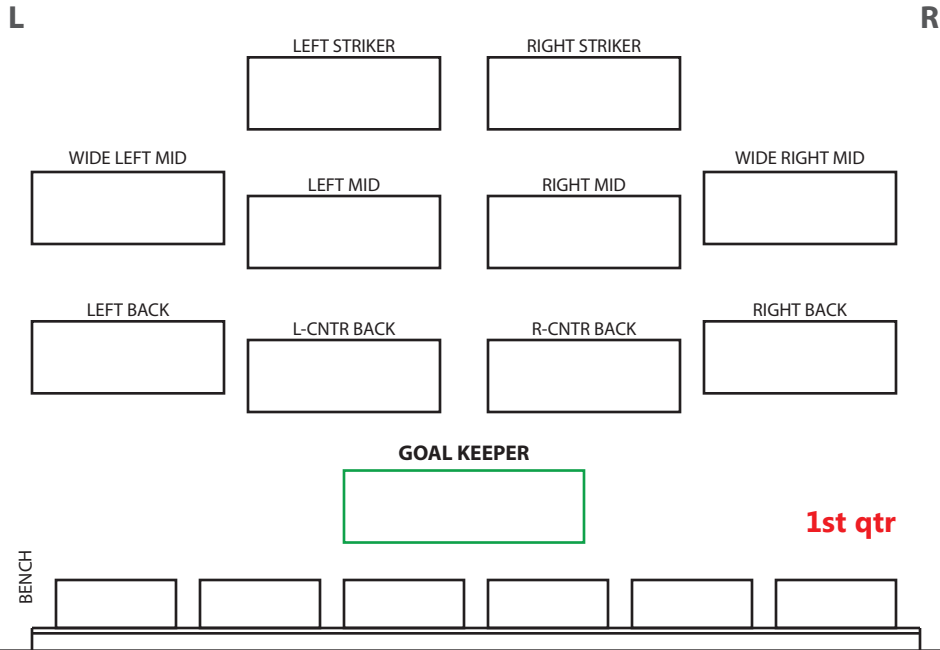 L
R
LEFT STRIKER
RIGHT STRIKER
WIDE LEFT MID
LEFT MID
RIGHT MID
WIDE RIGHT MID
LEFT BACK
L-CNTR BACK
R-CNTR BACK
RIGHT BACK
GOAL KEEPER
1st qtr
BENCH